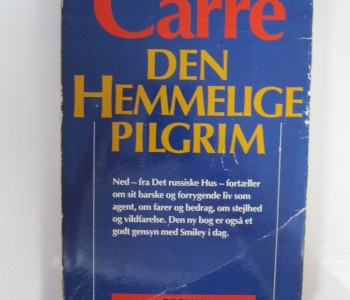 Carré
DEN
HEMMELIGE
PILGRIM
Ned – fra Det russiske Hus – fortæller
om sit barske og forrygende liv som
agent, om farer og bedrag, om stejlhed
og vildfarelse. Den ny bog er også et
godt gensyn med Smiley i dag.